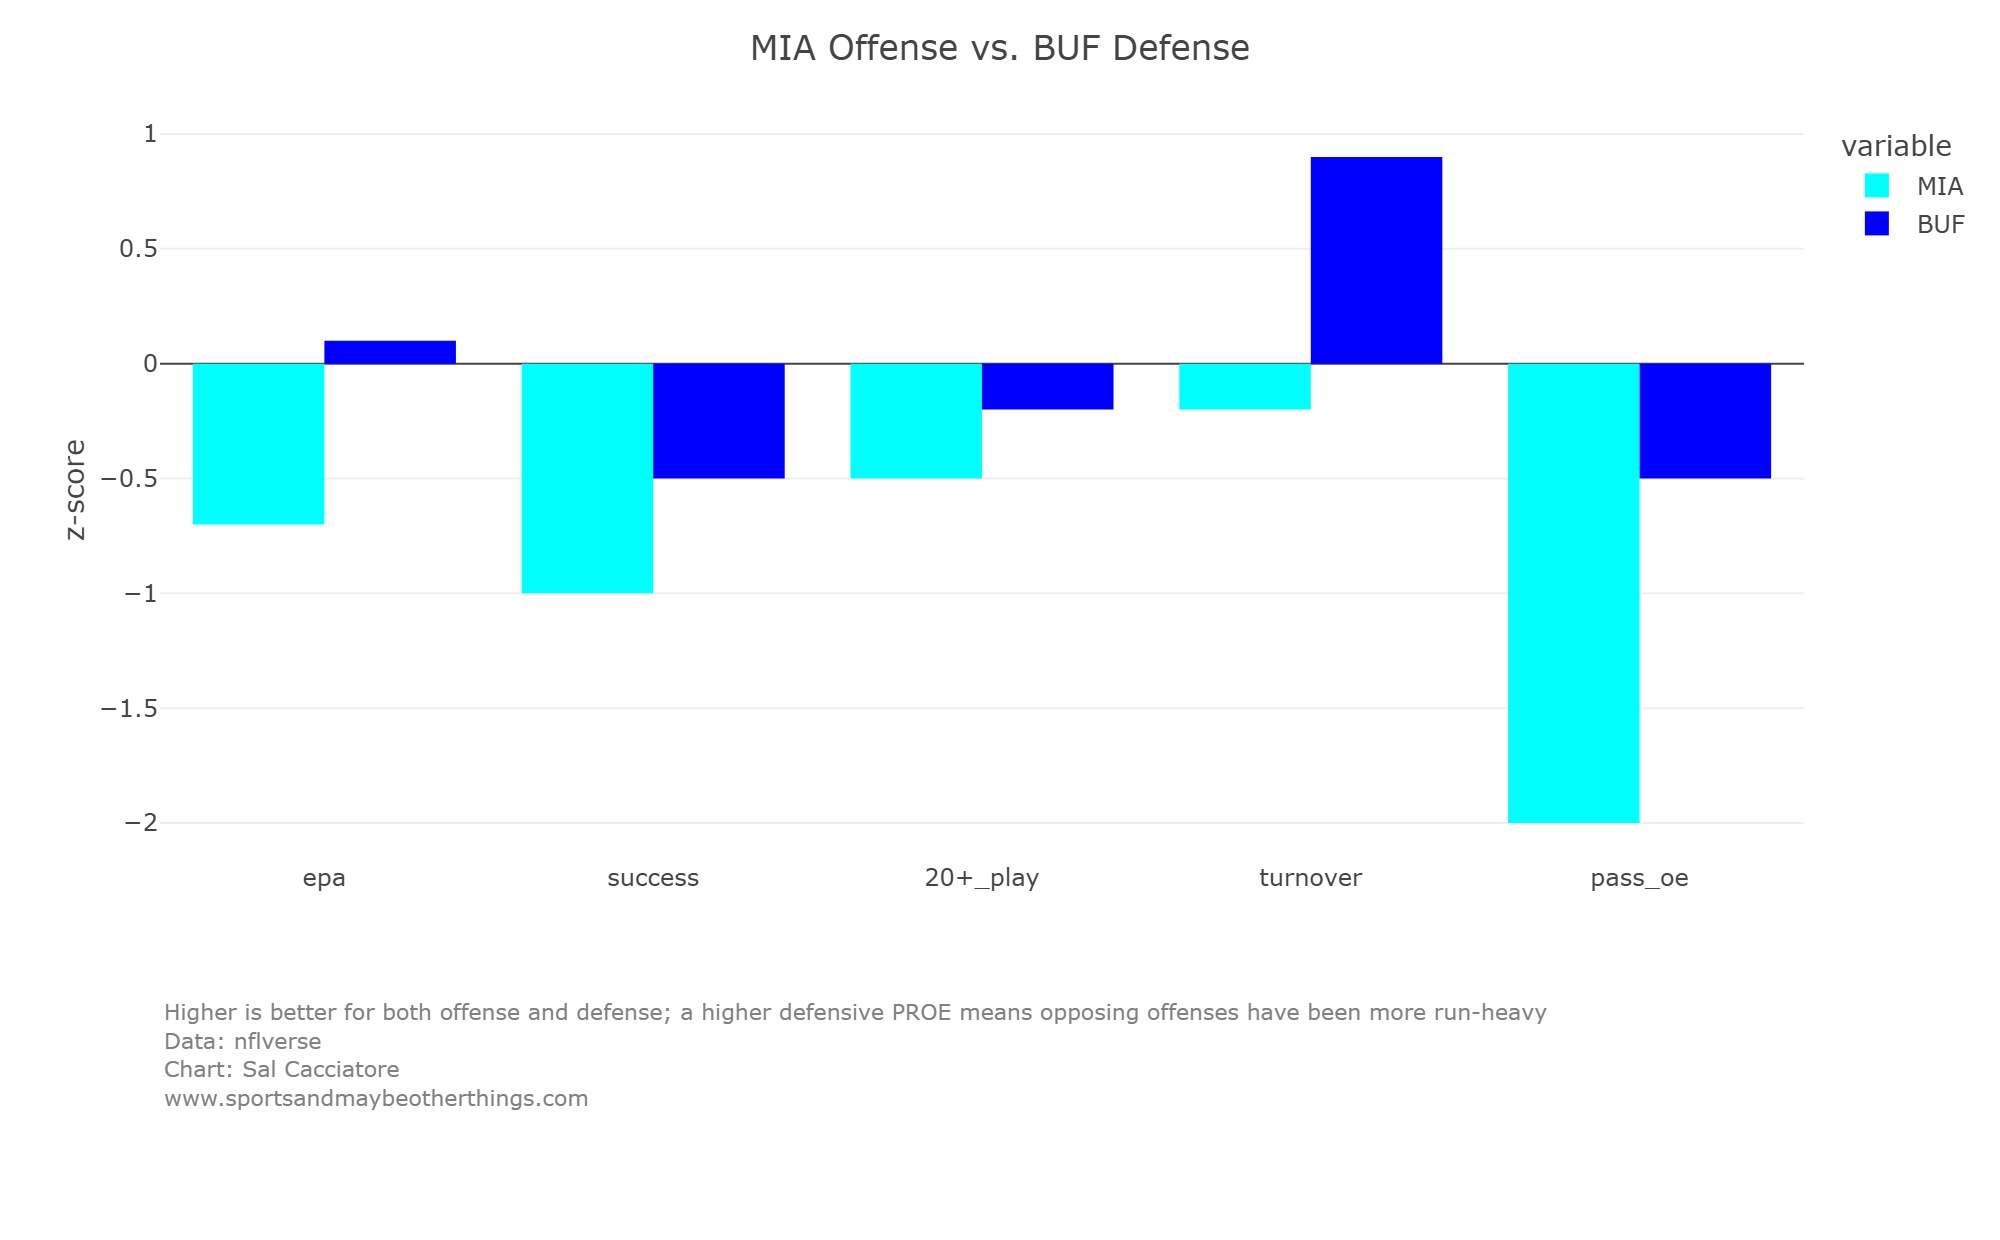 MIA Offense vs. BUF Defense
variable
MIA
BUF
z-score
1
0.5
0
−0.5
−1
−1.5
−2
epa
success
20+_play
turnover
pass_oe
Higher is better for both offense and defense; a higher defensive PROE means opposing offenses have been more run-heavy
Data: nflverse
Chart: Sal Cacciatore
www.sportsandmaybeotherthings.com